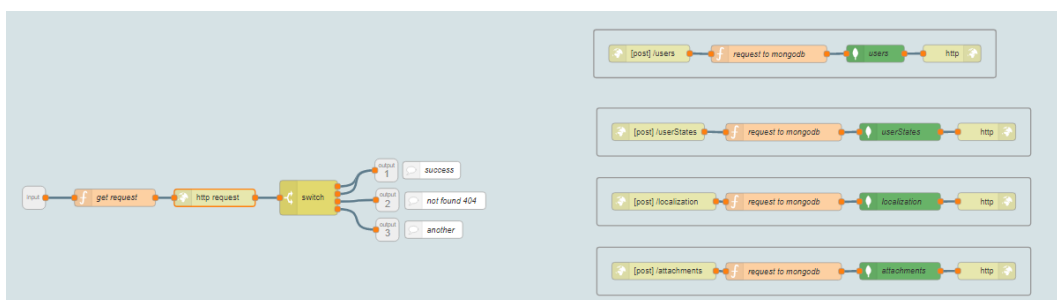 input
get request
http request
switch
output
1
success
output
2
not found 404
output
3
another
[post] /users
request to mongodb
users
http
[post] /userStates
request to mongodb
userStates
http
[post] /localization
request to mongodb
localization
http
[post] /attachments
request to mongodb
attachments
http